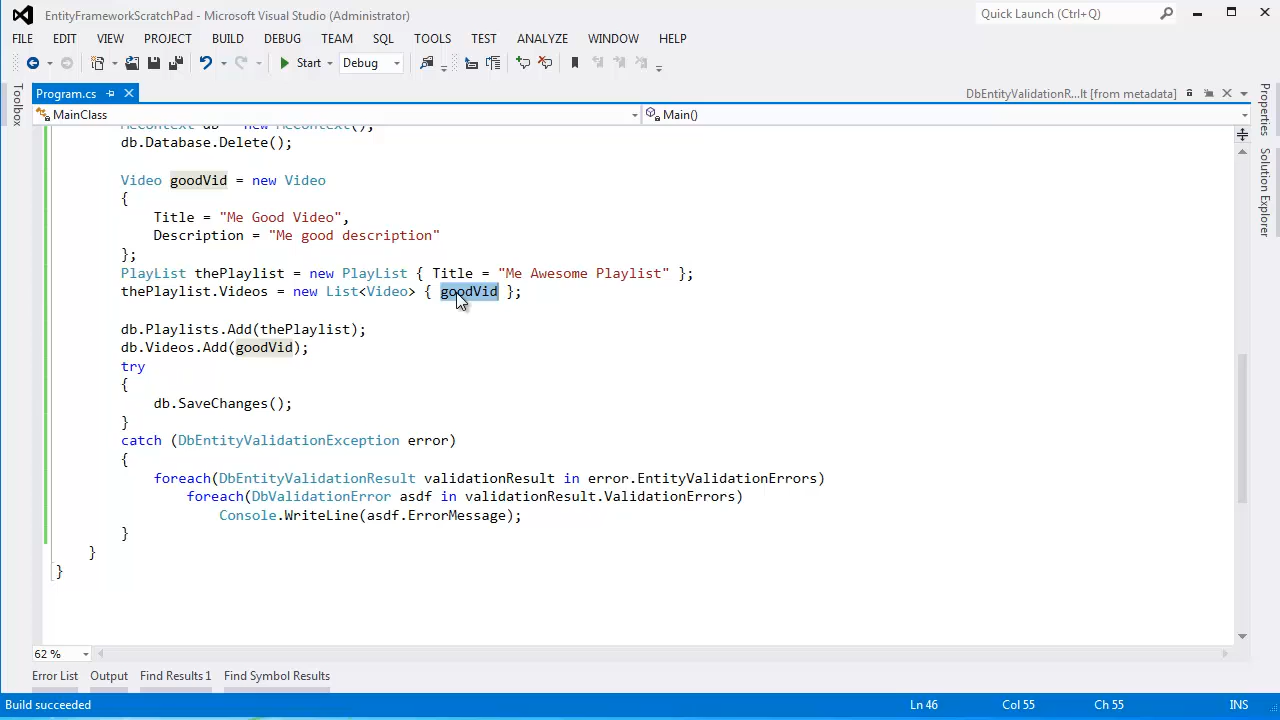 EntityFrameworkScratchPad - Microsoft Visual Studio (Administrator)
Quick Launch (Ctrl+Q)
FILE EDIT VIEW PROJECT BUILD DEBUG TEAM SQL TOOLS TEST ANALYZE WINDOW HELP
Start Debug
Program.cs
DbEntityValidationR...lt [from metadata]
Toolbox
Properties
Solution Explorer
MainClass
Main()
MeContext db = new MeContext();
db.Database.Delete();
Video goodVid = new Video
{
Title = "Me Good Video",
Description = "Me good description"
};
PlayList thePlaylist = new PlayList { Title = "Me Awesome Playlist" };
thePlaylist.Videos = new List<Video> { goodVid };
db.Playlists.Add(thePlaylist);
db.Videos.Add(goodVid);
try
{
db.SaveChanges();
}
catch (DbEntityValidationException error)
{
foreach(DbEntityValidationResult validationResult in error.EntityValidationErrors)
foreach(DbValidationError asdf in validationResult.ValidationErrors)
Console.WriteLine(asdf.ErrorMessage);
}
}
}
62 %
Error List Output Find Results 1 Find Symbol Results
Build succeeded Ln 46 Col 55 Ch 55 INS